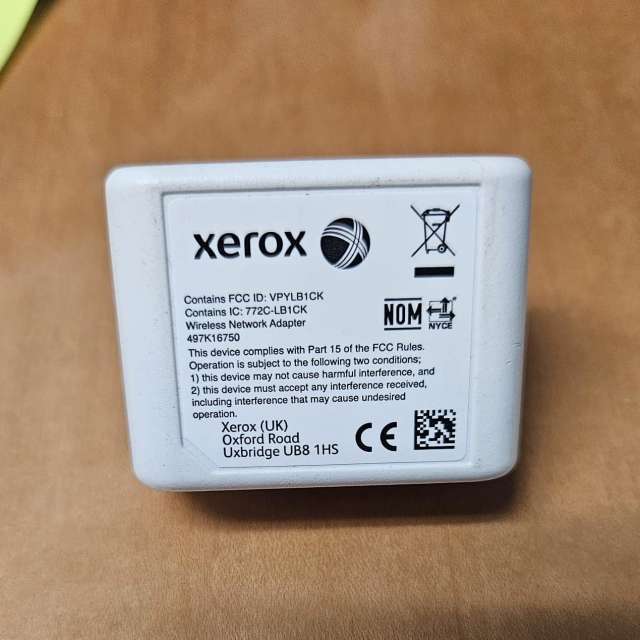 xerox
Contains FCC ID: VPYLB1CK
Contains IC: 772C-LB1CK
Wireless Network Adapter
497K16750
NOM
NYCE
This device complies with Part 15 of the FCC Rules.
Operation is subject to the following two conditions;
1) this device may not cause harmful interference, and
2) this device must accept any interference received,
including interference that may cause undesired
operation.
Xerox (UK)
Oxford Road
Uxbridge UB8 1HS
CE